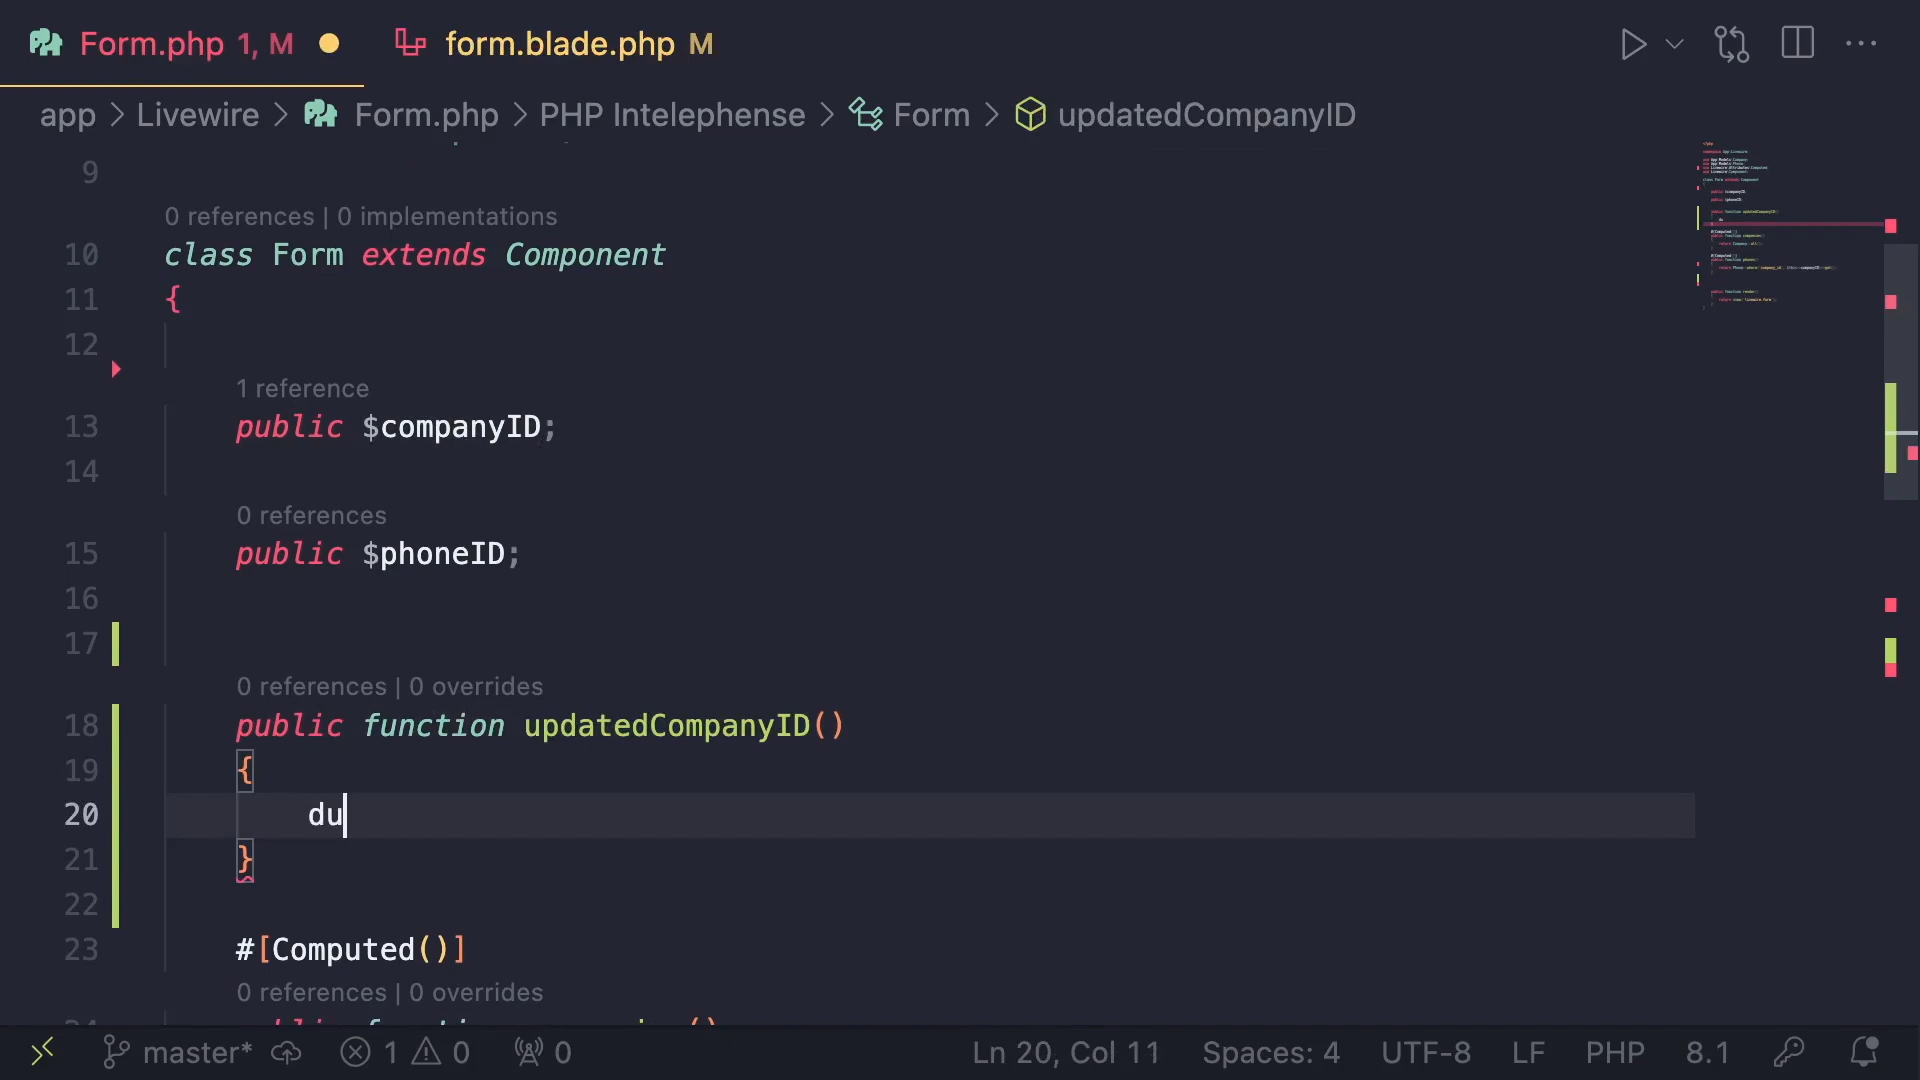 Form.php 1, M
form.blade.php M
app > Livewire > Form.php > PHP Intelephense > Form > updatedCompanyID
9
0 references | 0 implementations
10 class Form extends Component
11 {
12
1 reference
13 public $companyID;
14
0 references
15 public $phoneID;
16
17
0 references | 0 overrides
18 public function updatedCompanyID()
19 {
20 du
21 }
22
23 #[Computed()]
0 references | 0 overrides
master* 1 0 0 Ln 20, Col 11 Spaces: 4 UTF-8 LF PHP 8.1